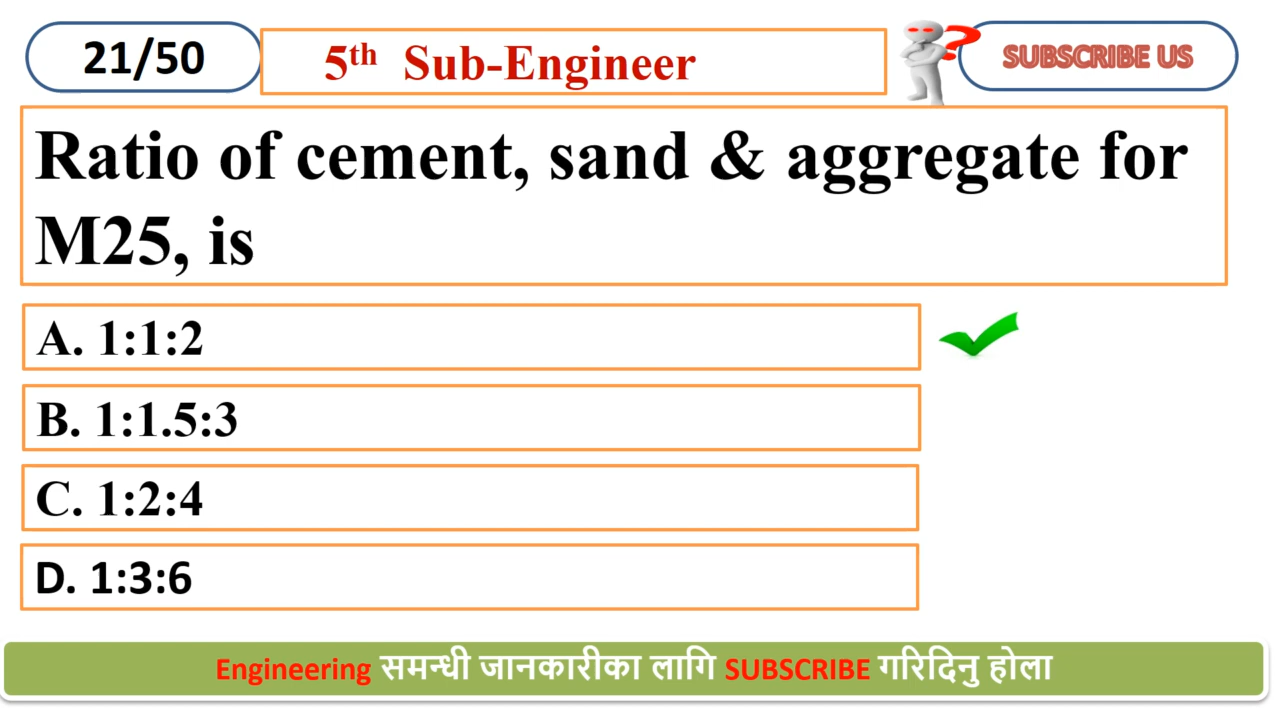 21/50
5th Sub-Engineer
SUBSCRIBE US
Ratio of cement, sand & aggregate for
M25, is
A. 1:1:2
B. 1:1.5:3
C. 1:2:4
D. 1:3:6
Engineering समन्धी जानकारीका लागि SUBSCRIBE गरिदिनु होला